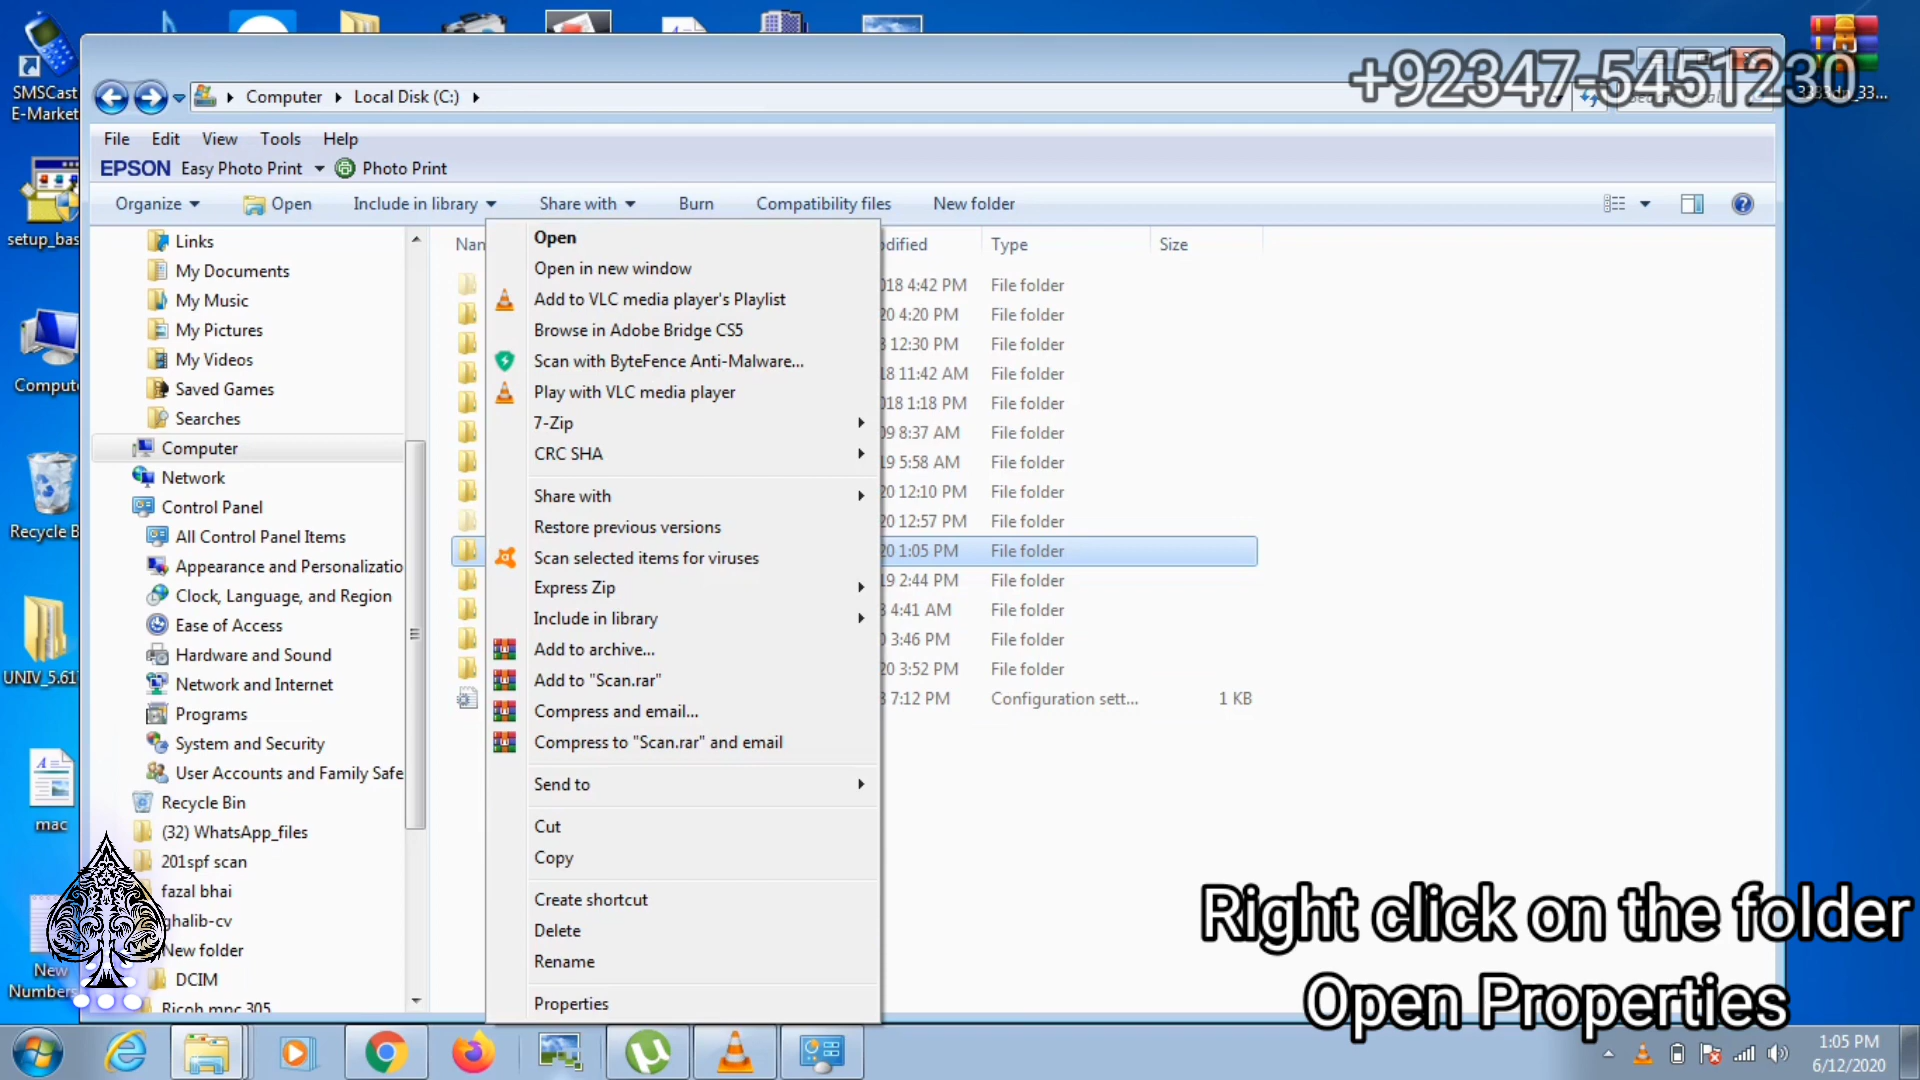 SMSCast
E-Market
+92347-5451230
Computer
Local Disk (C:)
File
Edit
View
Tools
Help
EPSON
Easy Photo Print
Photo Print
Organize
Open
Include in library
Share with
Burn
Compatibility files
New folder
setup_bas
Comput
Recycle B
UNIV_5.61
mac
New
Numbers
Links
My Documents
My Music
My Pictures
My Videos
Saved Games
Searches
Computer
Network
Control Panel
All Control Panel Items
Appearance and Personalizatio
Clock, Language, and Region
Ease of Access
Hardware and Sound
Network and Internet
Programs
System and Security
User Accounts and Family Safe
Recycle Bin
(32) WhatsApp_files
201spf scan
fazal bhai
ghalib-cv
New folder
DCIM
Ricoh mpc 305
Nan
odified
Type
Size
018 4:42 PM File folder
20 4:20 PM File folder
8 12:30 PM File folder
18 11:42 AM File folder
018 1:18 PM File folder
09 8:37 AM File folder
19 5:58 AM File folder
20 12:10 PM File folder
20 12:57 PM File folder
20 1:05 PM File folder
19 2:44 PM File folder
8 4:41 AM File folder
0 3:46 PM File folder
20 3:52 PM File folder
8 7:12 PM Configuration sett... 1 KB
Open
Open in new window
Add to VLC media player's Playlist
Browse in Adobe Bridge CS5
Scan with ByteFence Anti-Malware...
Play with VLC media player
7-Zip
CRC SHA
Share with
Restore previous versions
Scan selected items for viruses
Express Zip
Include in library
Add to archive...
Add to "Scan.rar"
Compress and email...
Compress to "Scan.rar" and email
Send to
Cut
Copy
Create shortcut
Delete
Rename
Properties
Right click on the folder
Open Properties
1:05 PM
6/12/2020